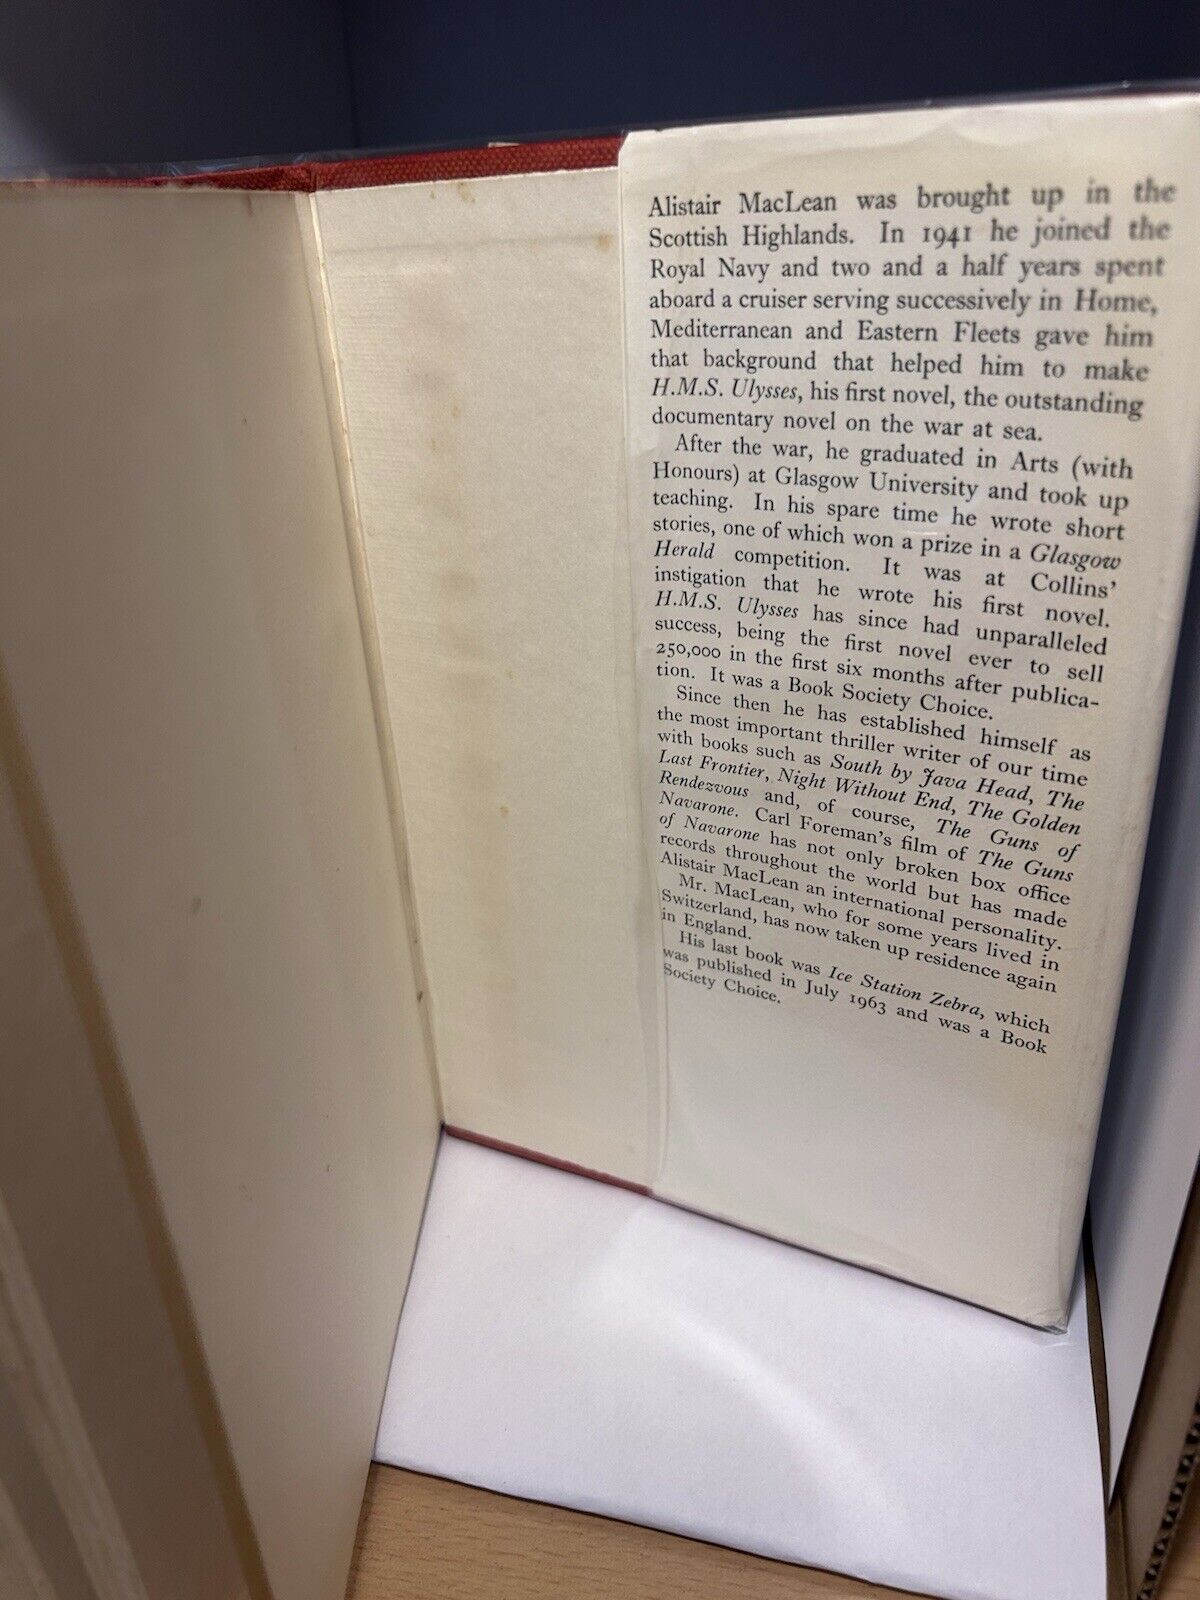 Alistair MacLean was brought up in the
Scottish Highlands. In 1941 he joined the
Royal Navy and two and a half years spent
aboard a cruiser serving successively in Home,
Mediterranean and Eastern Fleets gave him
that background that helped him to make
H.M.S. Ulysses, his first novel, the outstanding
documentary novel on the war at sea.
After the war, he graduated in Arts (with
Honours) at Glasgow University and took up
teaching. In his spare time he wrote short
stories, one of which won a prize in a Glasgow
Herald competition. It was at Collins'
instigation that he wrote his first novel.
H.M.S. Ulysses has since had unparalleled
success, being the first novel ever to sell
250,000 in the first six months after publica-
tion. It was a Book Society Choice.
Since then he has established himself as
the most important thriller writer of our time
with books such as South by Java Head, The
Last Frontier, Night Without End, The Golden
Rendezvous and, of course, The Guns of
Navarone. Carl Foreman's film of The Guns
of Navarone has not only broken box office
records throughout the world but has made
Alistair MacLean an international personality.
Mr. MacLean, who for some years lived in
Switzerland, has now taken up residence again
in England.
His last book was Ice Station Zebra, which
was published in July 1963 and was a Book
Society Choice.